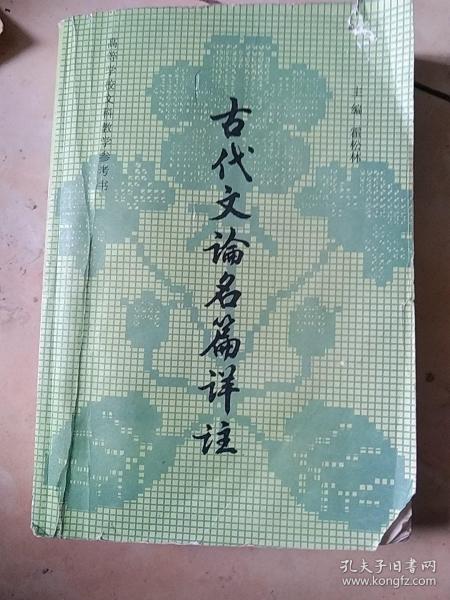 主编 霍松林
古代文论名篇详註
高等学校文科教学参考书
孔夫子旧书网
www.kongfz.com